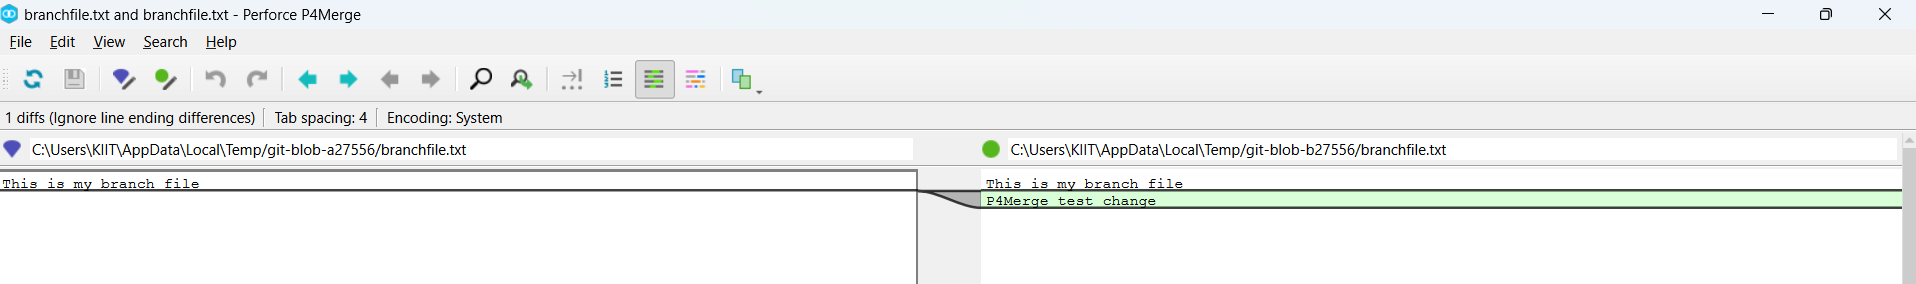 branchfile.txt and branchfile.txt - Perforce P4Merge
File Edit View Search Help
1 diffs (Ignore line ending differences) Tab spacing: 4 Encoding: System
C:\Users\KIIT\AppData\Local\Temp/git-blob-a27556/branchfile.txt
C:\Users\KIIT\AppData\Local\Temp/git-blob-b27556/branchfile.txt
This is my branch file
This is my branch file
P4Merge test change